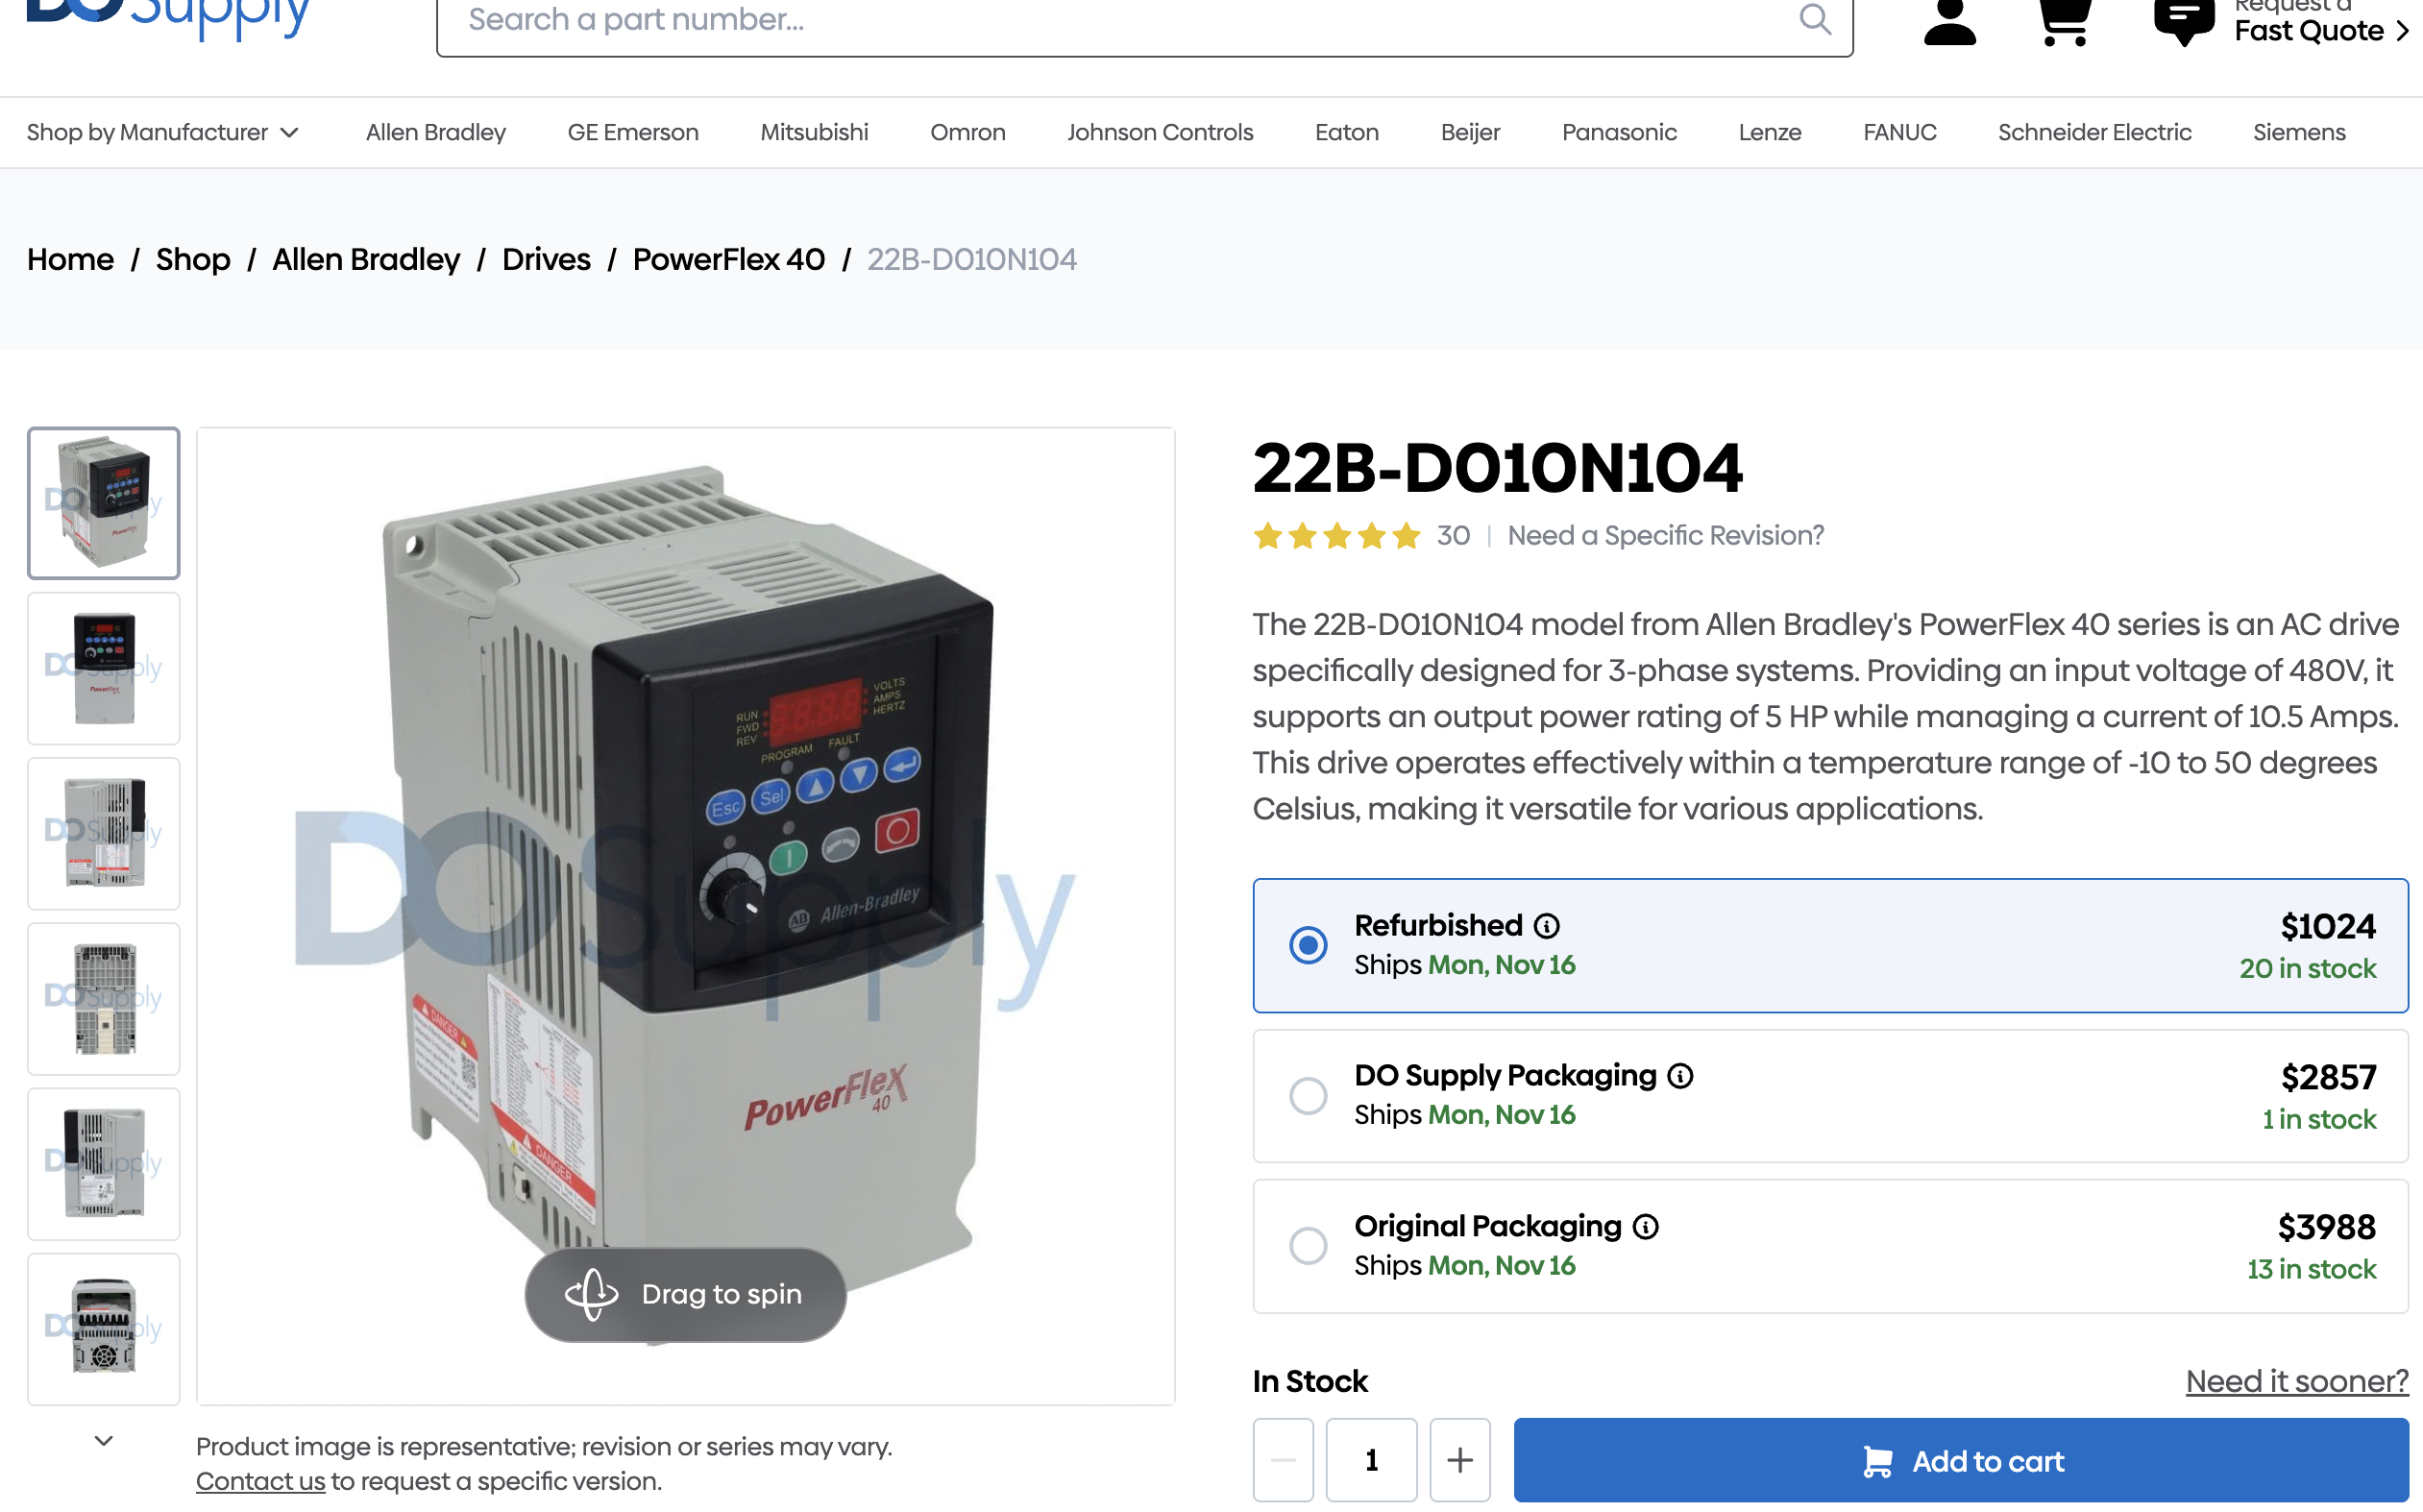 DO Supply
Search a part number...
Request a
Fast Quote
Shop by Manufacturer
Allen Bradley
GE Emerson
Mitsubishi
Omron
Johnson Controls
Eaton
Beijer
Panasonic
Lenze
FANUC
Schneider Electric
Siemens
Home / Shop / Allen Bradley / Drives / PowerFlex 40 / 22B-D010N104
RUN
FWD
REV
VOLTS
AMPS
HERTZ
PROGRAM
FAULT
Esc
Sel
AB Allen-Bradley
DO Supply
DANGER
PowerFlex
40
DANGER
Drag to spin
Product image is representative; revision or series may vary.
Contact us to request a specific version.
22B-D010N104
30 | Need a Specific Revision?
The 22B-D010N104 model from Allen Bradley's PowerFlex 40 series is an AC drive
specifically designed for 3-phase systems. Providing an input voltage of 480V, it
supports an output power rating of 5 HP while managing a current of 10.5 Amps.
This drive operates effectively within a temperature range of -10 to 50 degrees
Celsius, making it versatile for various applications.
Refurbished
$1024
Ships Mon, Nov 16
20 in stock
DO Supply Packaging
$2857
Ships Mon, Nov 16
1 in stock
Original Packaging
$3988
Ships Mon, Nov 16
13 in stock
In Stock
Need it sooner?
1
Add to cart